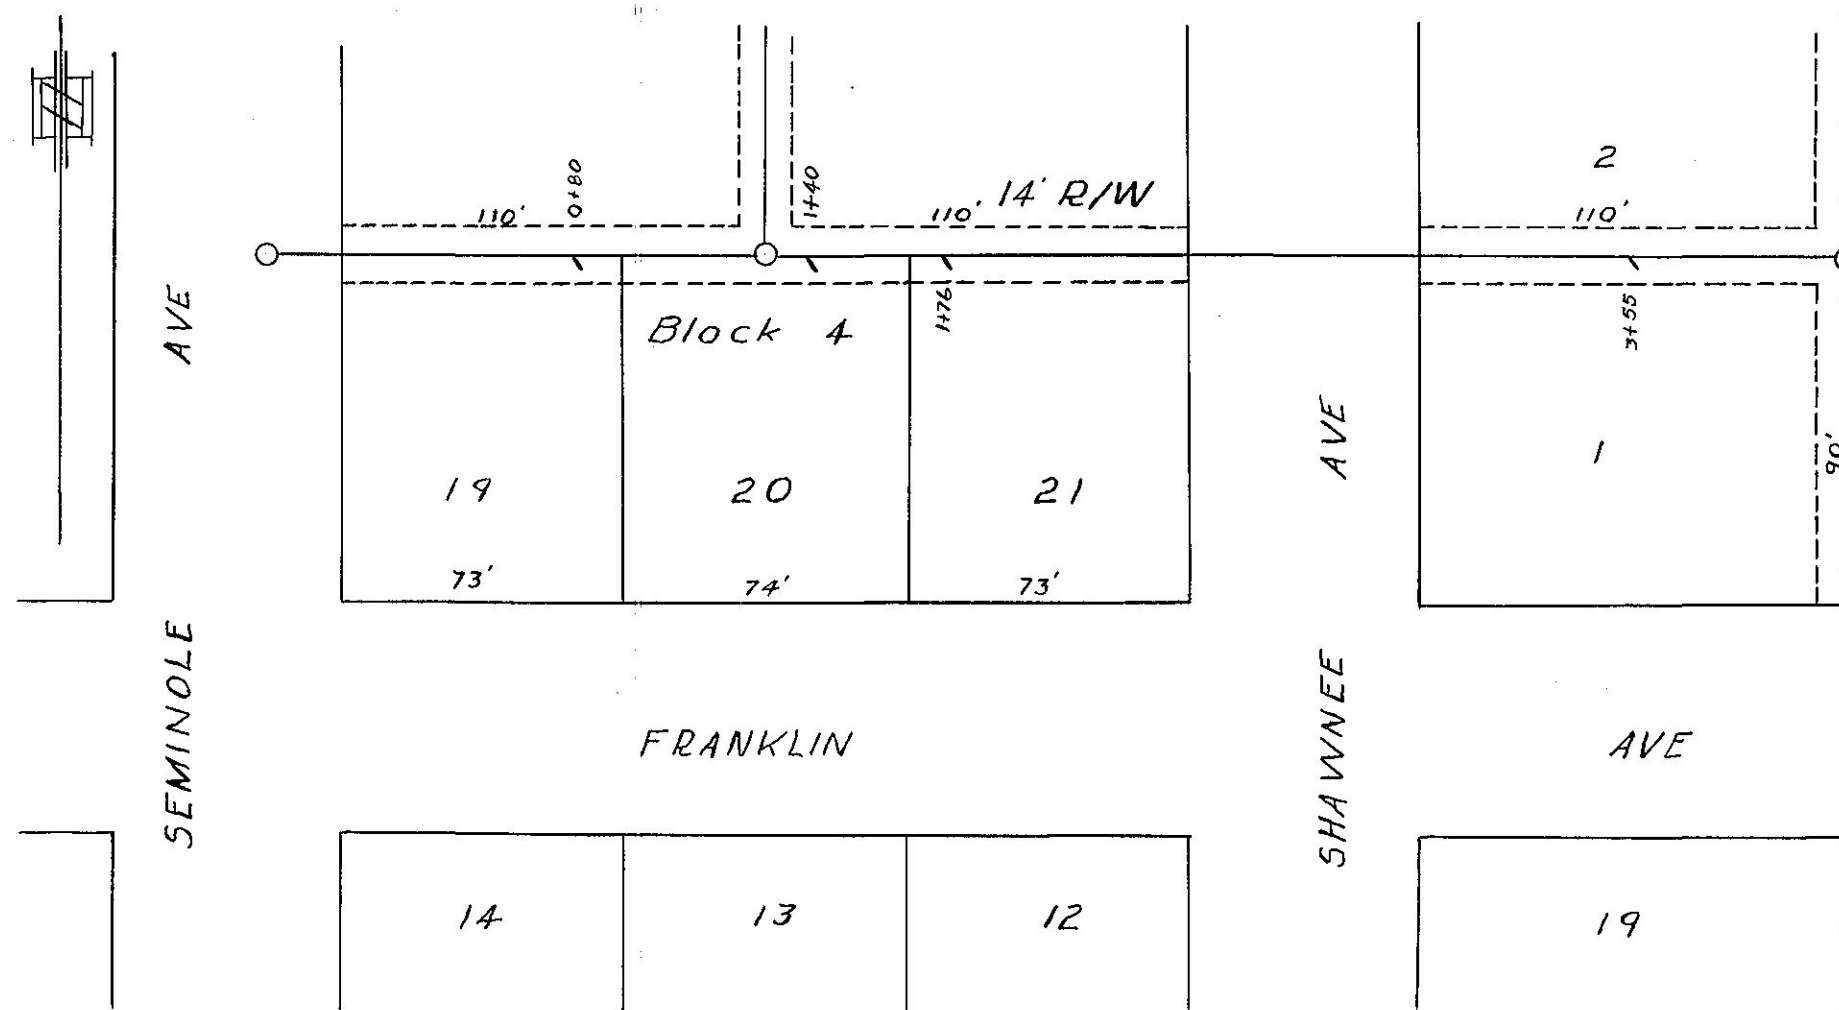 2
110'
0+80
1+40
110'
14' R/W
110'
AVE
1+76
3+55
Block 4
AVE
1
90'
19
20
21
73'
74'
73'
SEMINOLE
SHAWNEE
FRANKLIN
AVE
14
13
12
19